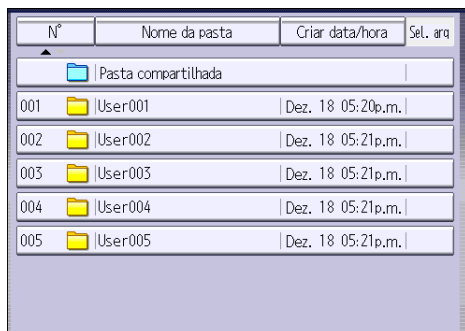 N° Nome da pasta Criar data/hora Sel. arq
Pasta compartilhada
001 User001 Dez. 18 05:20p.m.
002 User002 Dez. 18 05:21p.m.
003 User003 Dez. 18 05:21p.m.
004 User004 Dez. 18 05:21p.m.
005 User005 Dez. 18 05:21p.m.